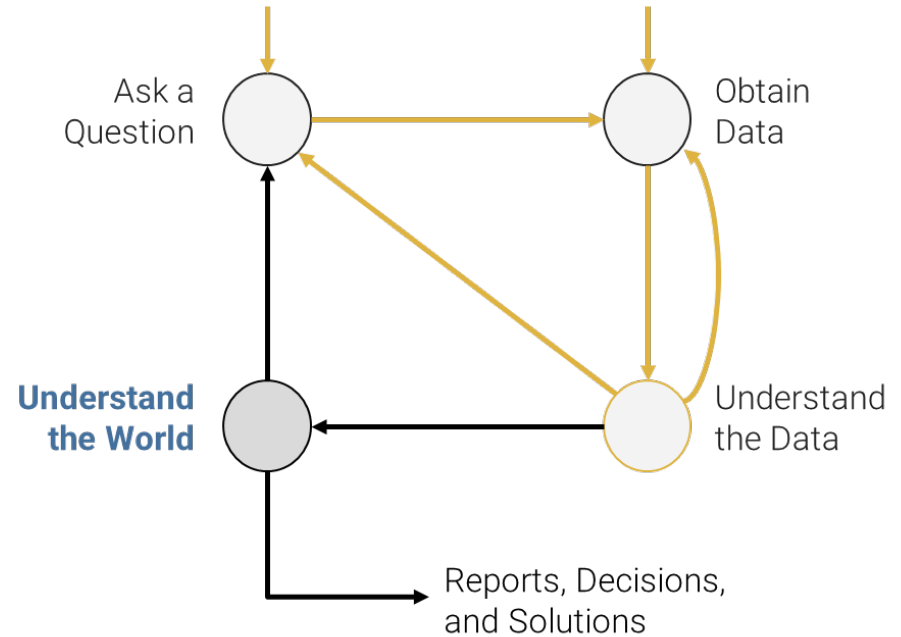 Ask a
Question
Obtain
Data
Understand
the World
Understand
the Data
Reports, Decisions,
and Solutions